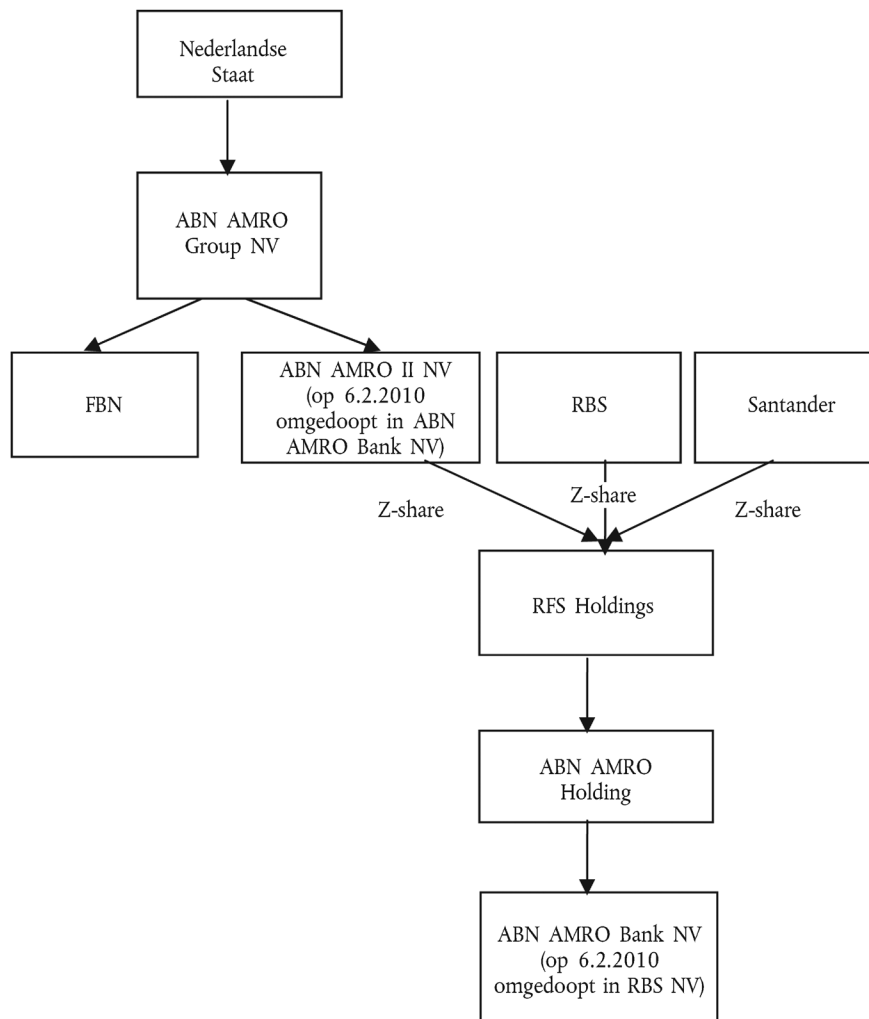 Nederlandse
Staat
ABN AMRO
Group NV
FBN
ABN AMRO II NV
(op 6.2.2010
omgedoopt in ABN
AMRO Bank NV)
RBS
Santander
Z-share
Z-share
Z-share
RFS Holdings
ABN AMRO
Holding
ABN AMRO Bank NV
(op 6.2.2010
omgedoopt in RBS NV)